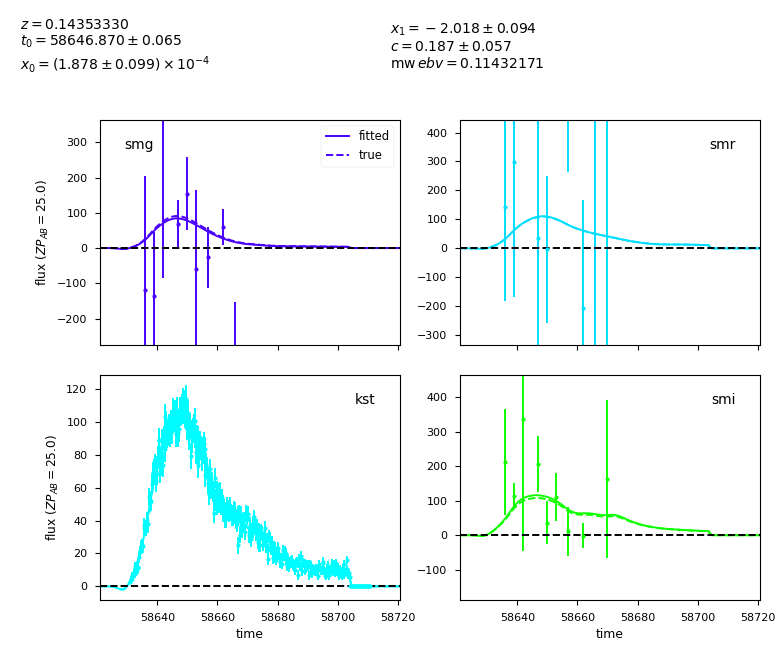 z = 0.14353330
t₀ = 58646.870 ± 0.065
x₀ = (1.878 ± 0.099) × 10⁻⁴
x₁ = −2.018 ± 0.094
c = 0.187 ± 0.057
mw ebv = 0.11432171
smg
fitted
true
300
200
100
0
−100
−200
flux (ZP_AB = 25.0)
smr
400
300
200
100
0
−100
−200
−300
kst
120
100
80
60
40
20
0
flux (ZP_AB = 25.0)
58640
58660
58680
58700
58720
time
smi
400
300
200
100
0
−100
58640
58660
58680
58700
58720
time